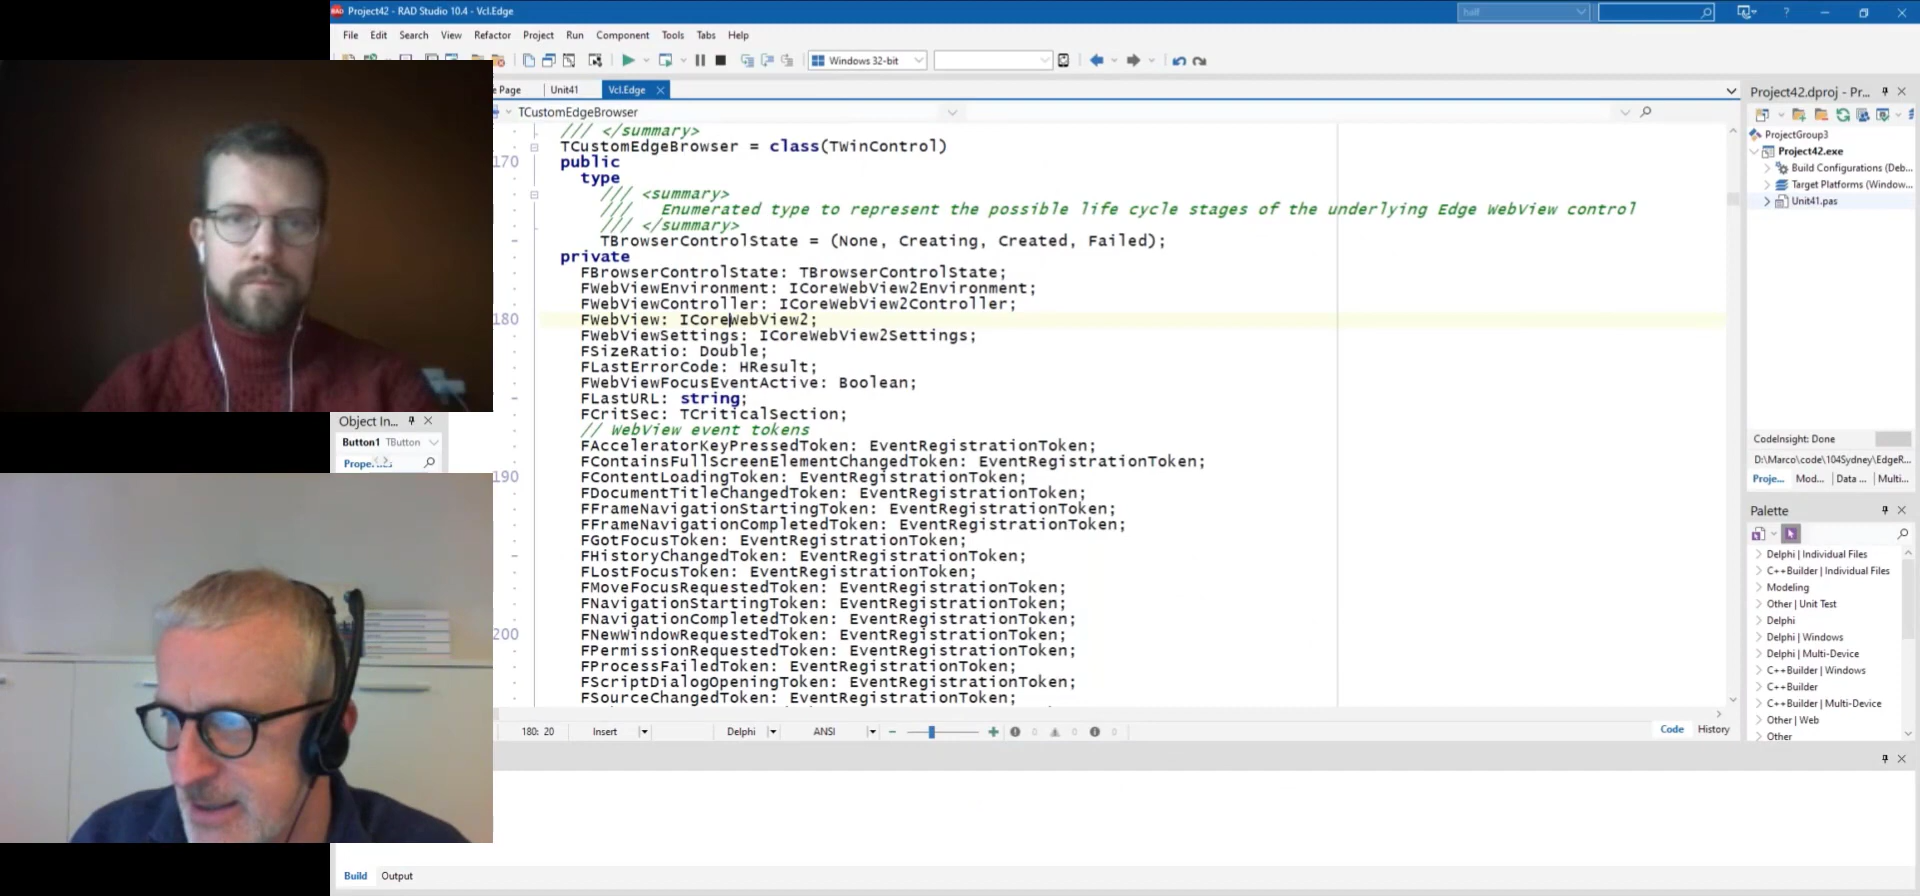 Project42 - RAD Studio 10.4 - Vcl.Edge
half
File Edit Search View Refactor Project Run Component Tools Tabs Help
Windows 32-bit
e Page Unit41 Vcl.Edge
TCustomEdgeBrowser
/// </summary>
TCustomEdgeBrowser = class(TWinControl)
170 public
type
/// <summary>
/// Enumerated type to represent the possible life cycle stages of the underlying Edge WebView control
/// </summary>
TBrowserControlState = (None, Creating, Created, Failed);
private
FBrowserControlState: TBrowserControlState;
FWebViewEnvironment: ICoreWebView2Environment;
FWebViewController: ICoreWebView2Controller;
180 FWebView: ICoreWebView2;
FWebViewSettings: ICoreWebView2Settings;
FSizeRatio: Double;
FLastErrorCode: HResult;
FWebViewFocusEventActive: Boolean;
FLastURL: string;
FCritSec: TCriticalSection;
// WebView event tokens
FAcceleratorKeyPressedToken: EventRegistrationToken;
FContainsFullScreenElementChangedToken: EventRegistrationToken;
190 FContentLoadingToken: EventRegistrationToken;
FDocumentTitleChangedToken: EventRegistrationToken;
FFrameNavigationStartingToken: EventRegistrationToken;
FFrameNavigationCompletedToken: EventRegistrationToken;
FGotFocusToken: EventRegistrationToken;
FHistoryChangedToken: EventRegistrationToken;
FLostFocusToken: EventRegistrationToken;
FMoveFocusRequestedToken: EventRegistrationToken;
FNavigationStartingToken: EventRegistrationToken;
FNavigationCompletedToken: EventRegistrationToken;
200 FNewWindowRequestedToken: EventRegistrationToken;
FPermissionRequestedToken: EventRegistrationToken;
FProcessFailedToken: EventRegistrationToken;
FScriptDialogOpeningToken: EventRegistrationToken;
FSourceChangedToken: EventRegistrationToken;
180: 20 Insert Delphi ANSI 0 0 0 Code History
Object In...
Button1 TButton
Project42.dproj - Pr...
ProjectGroup3
Project42.exe
Build Configurations (Deb...
Target Platforms (Window...
Unit41.pas
CodeInsight: Done
D:\Marco\code\104Sydney\EdgeR...
Proje... Mod... Data ... Multi...
Palette
Delphi | Individual Files
C++Builder | Individual Files
Modeling
Other | Unit Test
Delphi
Delphi | Windows
Delphi | Multi-Device
C++Builder | Windows
C++Builder
C++Builder | Multi-Device
Other | Web
Other
Build Output